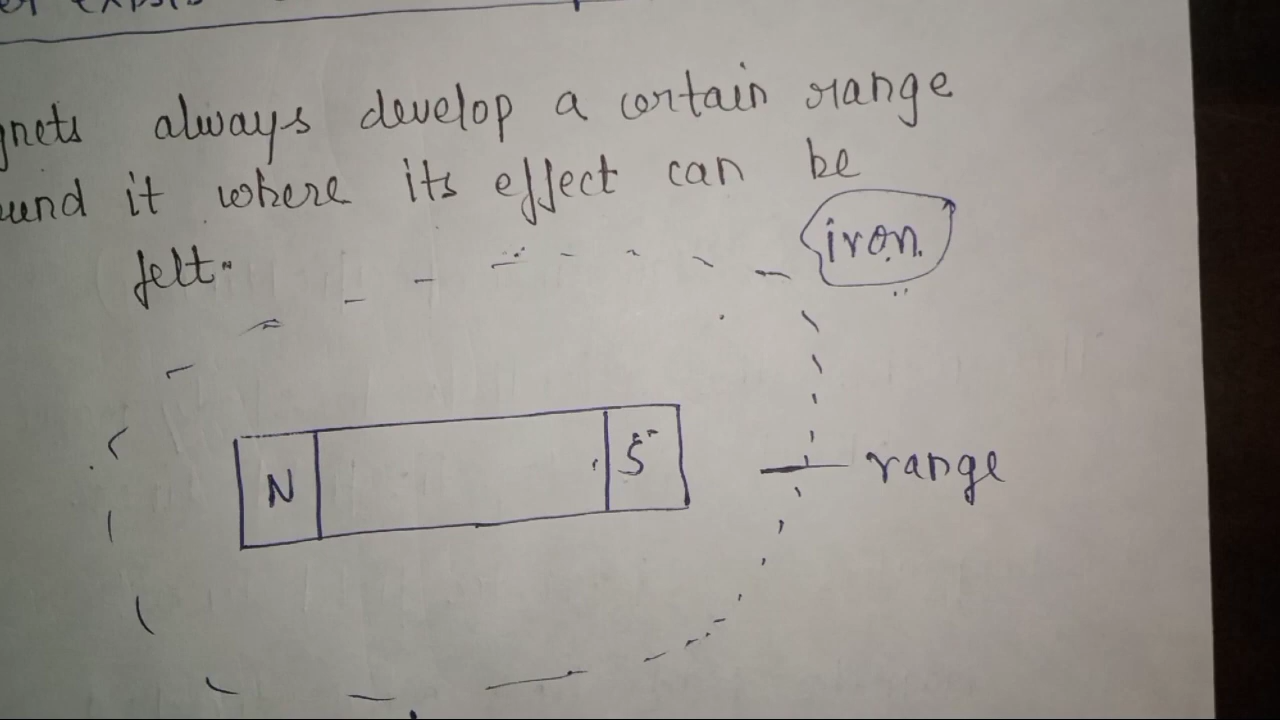 always develop a certain range
it where its effect can be
felt.
iron.
N
S
range